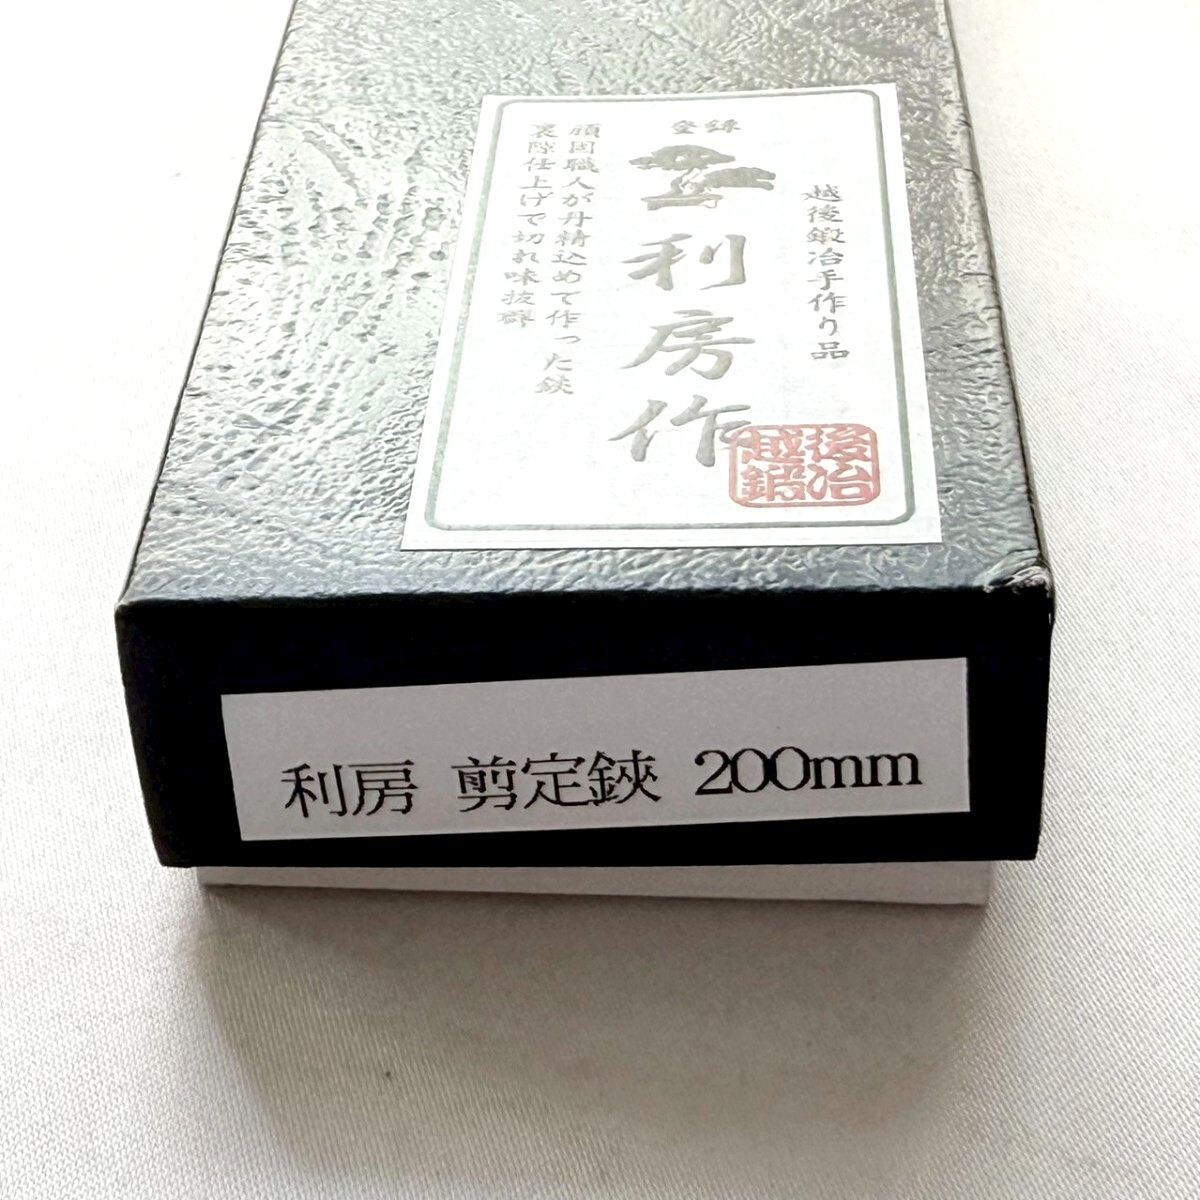 越後鍛冶手作り品
登録
利房作
頑固職人が丹精込めて作った鋏
裏隙仕上げで切れ味抜群
越後
鍛冶
利房 剪定鋏 200mm